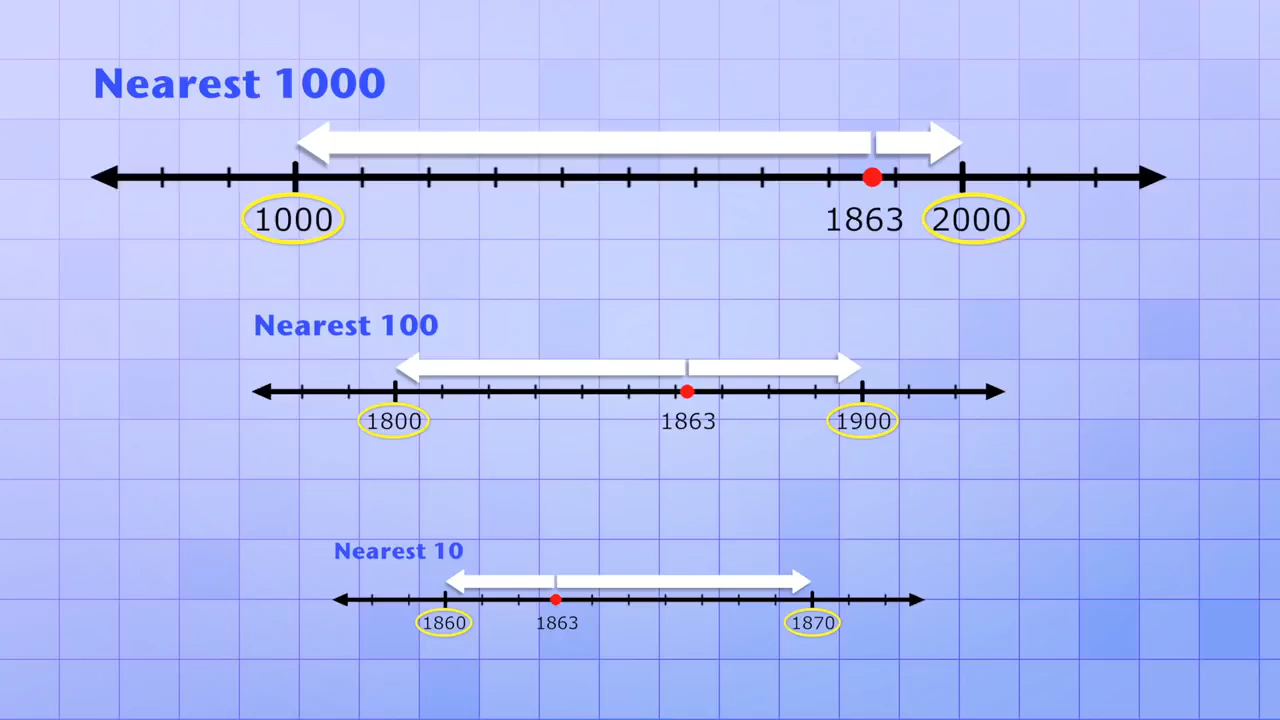 Nearest 1000
1000 1863 2000
Nearest 100
1800 1863 1900
Nearest 10
1860 1863 1870